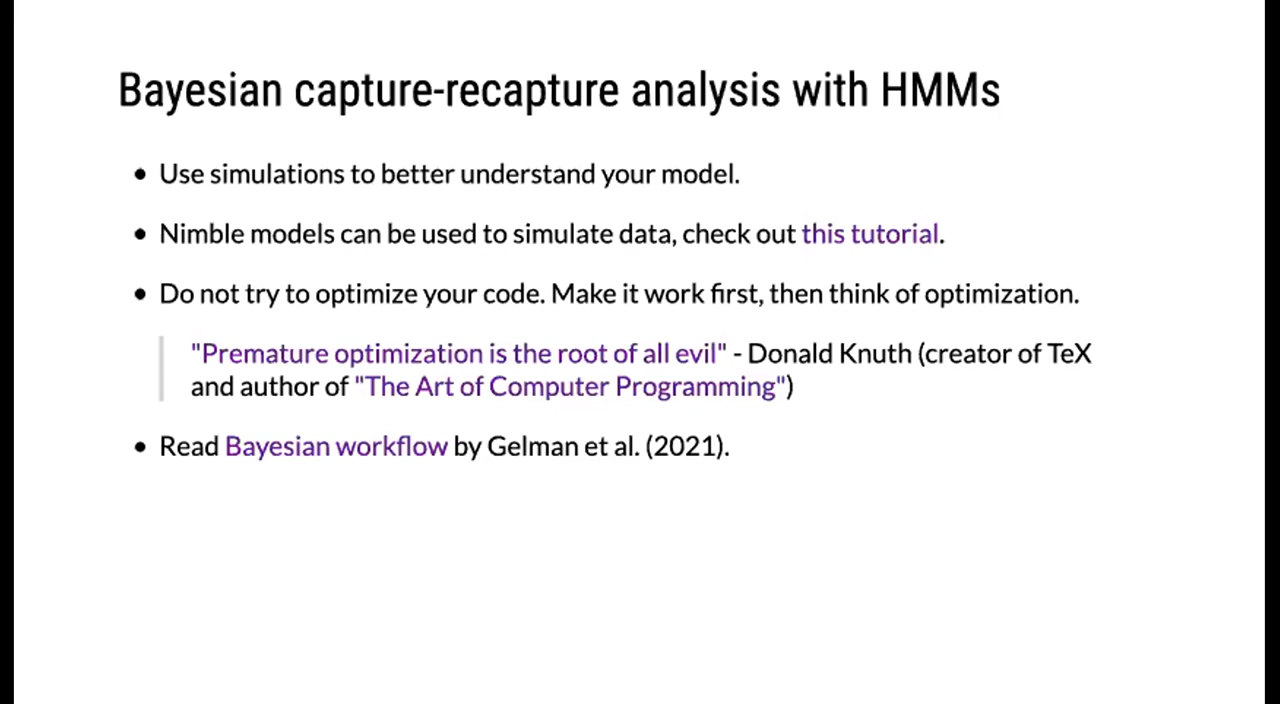 Bayesian capture-recapture analysis with HMMs
• Use simulations to better understand your model.
• Nimble models can be used to simulate data, check out this tutorial.
• Do not try to optimize your code. Make it work first, then think of optimization.
"Premature optimization is the root of all evil" - Donald Knuth (creator of TeX
and author of "The Art of Computer Programming")
• Read Bayesian workflow by Gelman et al. (2021).